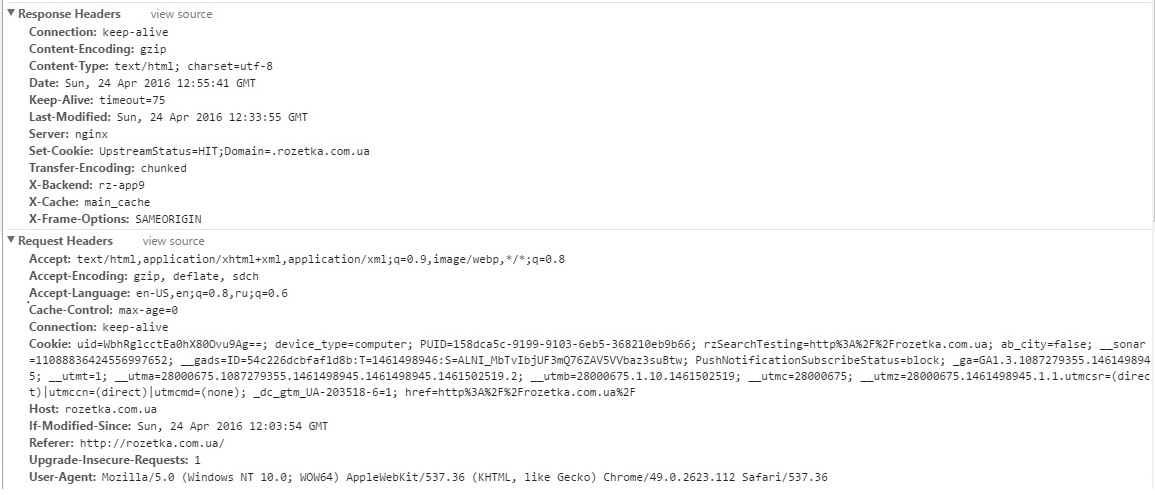 Response Headers view source
Connection: keep-alive
Content-Encoding: gzip
Content-Type: text/html; charset=utf-8
Date: Sun, 24 Apr 2016 12:55:41 GMT
Keep-Alive: timeout=75
Last-Modified: Sun, 24 Apr 2016 12:33:55 GMT
Server: nginx
Set-Cookie: UpstreamStatus=HIT;Domain=.rozetka.com.ua
Transfer-Encoding: chunked
X-Backend: rz-app9
X-Cache: main_cache
X-Frame-Options: SAMEORIGIN
Request Headers view source
Accept: text/html,application/xhtml+xml,application/xml;q=0.9,image/webp,*/*;q=0.8
Accept-Encoding: gzip, deflate, sdch
Accept-Language: en-US,en;q=0.8,ru;q=0.6
Cache-Control: max-age=0
Connection: keep-alive
Cookie: uid=WbhRglcctEa0hX80Ovu9Ag==; device_type=computer; PUID=158dca5c-9199-9103-6eb5-368210eb9b66; rzSearchTesting=http%3A%2F%2Frozetka.com.ua; ab_city=false; __sonar
=11088836424556997652; __gads=ID=54c226dcbfaf1d8b:T=1461498946:S=ALNI_MbTvIbjUF3mQ76ZAV5VVbaz3suBtw; PushNotificationSubscribeStatus=block; _ga=GA1.3.1087279355.146149894
5; __utmt=1; __utma=28000675.1087279355.1461498945.1461498945.1461502519.2; __utmb=28000675.1.10.1461502519; __utmc=28000675; __utmz=28000675.1461498945.1.1.utmcsr=(direc
t)|utmccn=(direct)|utmcmd=(none); _dc_gtm_UA-203518-6=1; href=http%3A%2F%2Frozetka.com.ua%2F
Host: rozetka.com.ua
If-Modified-Since: Sun, 24 Apr 2016 12:03:54 GMT
Referer: http://rozetka.com.ua/
Upgrade-Insecure-Requests: 1
User-Agent: Mozilla/5.0 (Windows NT 10.0; WOW64) AppleWebKit/537.36 (KHTML, like Gecko) Chrome/49.0.2623.112 Safari/537.36